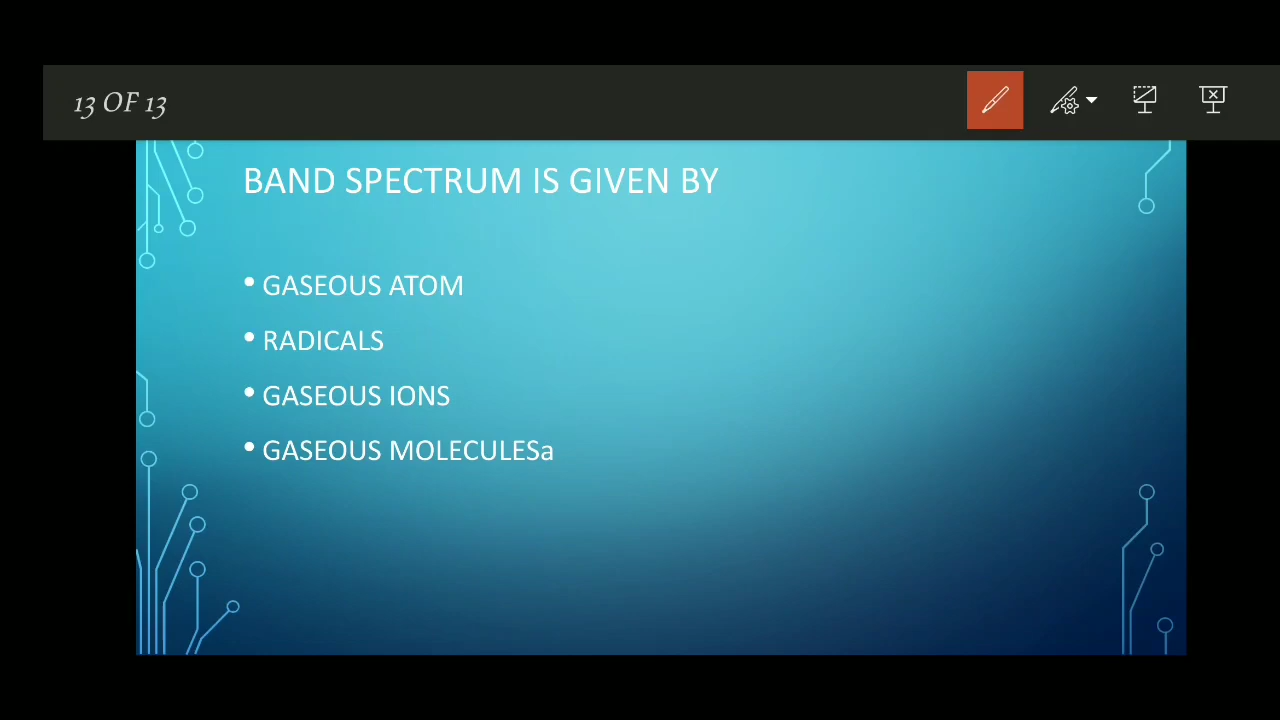 13 OF 13
BAND SPECTRUM IS GIVEN BY
• GASEOUS ATOM
• RADICALS
• GASEOUS IONS
• GASEOUS MOLECULESa